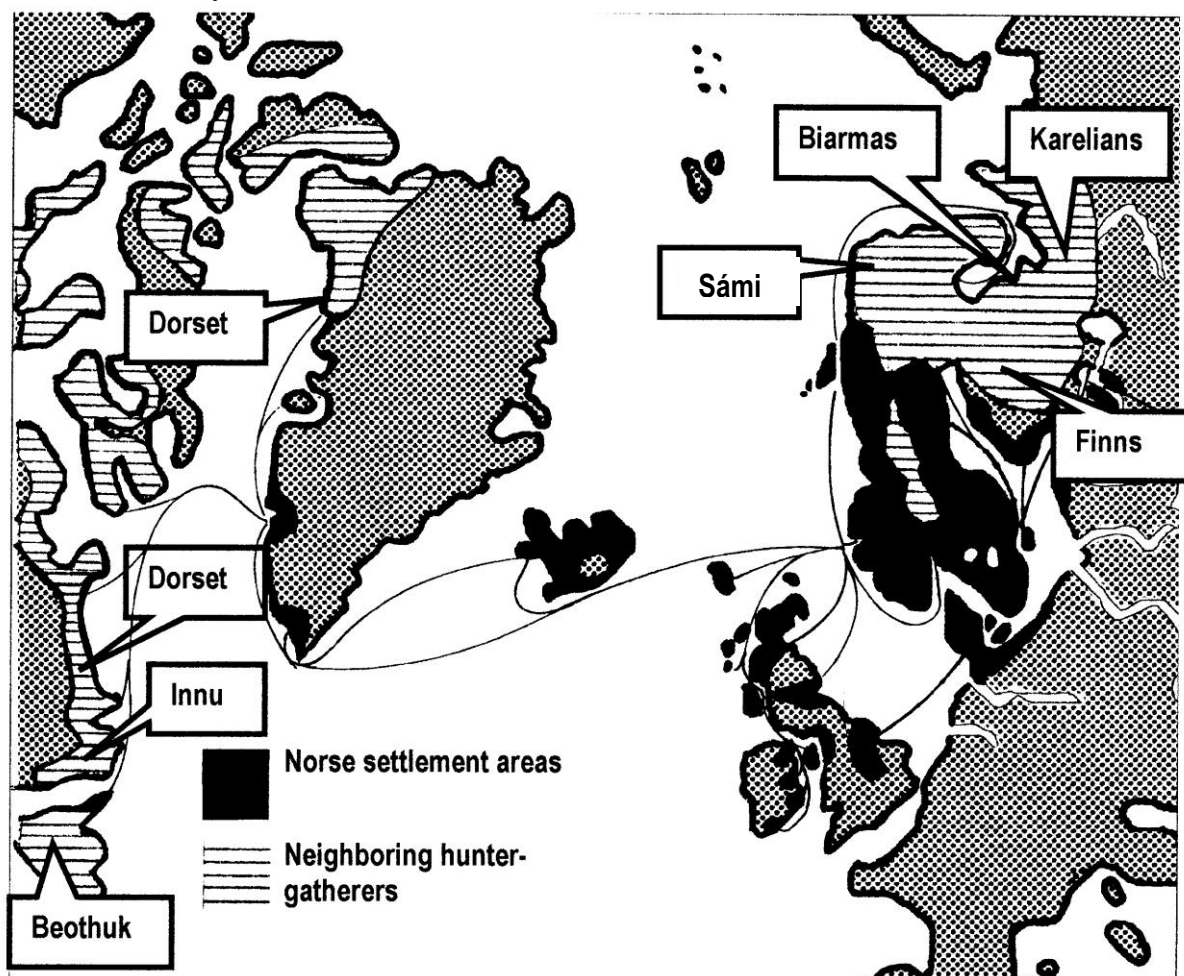 Biarmas
Karelians
Sámi
Dorset
Finns
Dorset
Innu
Norse settlement areas
Neighboring hunter-
gatherers
Beothuk